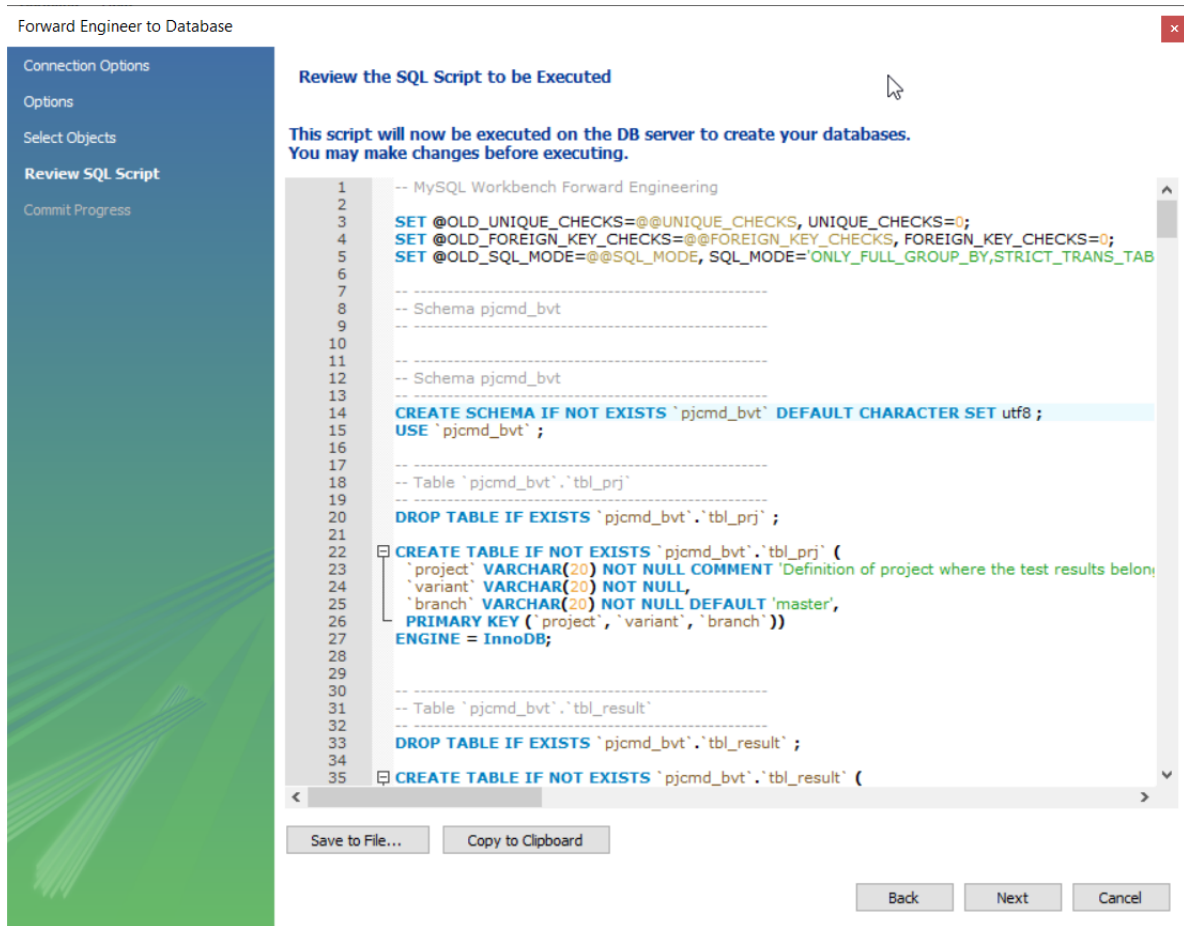 Forward Engineer to Database
×
Connection Options
Options
Select Objects
Review SQL Script
Commit Progress
Review the SQL Script to be Executed
This script will now be executed on the DB server to create your databases.
You may make changes before executing.
1 -- MySQL Workbench Forward Engineering
2
3 SET @OLD_UNIQUE_CHECKS=@@UNIQUE_CHECKS, UNIQUE_CHECKS=0;
4 SET @OLD_FOREIGN_KEY_CHECKS=@@FOREIGN_KEY_CHECKS, FOREIGN_KEY_CHECKS=0;
5 SET @OLD_SQL_MODE=@@SQL_MODE, SQL_MODE='ONLY_FULL_GROUP_BY,STRICT_TRANS_TAB
6
7 -- -----------------------------------------------------
8 -- Schema pjcmd_bvt
9 -- -----------------------------------------------------
10
11 -- -----------------------------------------------------
12 -- Schema pjcmd_bvt
13 -- -----------------------------------------------------
14 CREATE SCHEMA IF NOT EXISTS `pjcmd_bvt` DEFAULT CHARACTER SET utf8 ;
15 USE `pjcmd_bvt` ;
16
17 -- -----------------------------------------------------
18 -- Table `pjcmd_bvt`.`tbl_prj`
19 -- -----------------------------------------------------
20 DROP TABLE IF EXISTS `pjcmd_bvt`.`tbl_prj` ;
21
22 CREATE TABLE IF NOT EXISTS `pjcmd_bvt`.`tbl_prj` (
23 `project` VARCHAR(20) NOT NULL COMMENT 'Definition of project where the test results belong
24 `variant` VARCHAR(20) NOT NULL,
25 `branch` VARCHAR(20) NOT NULL DEFAULT 'master',
26 PRIMARY KEY (`project`, `variant`, `branch`))
27 ENGINE = InnoDB;
28
29
30 -- -----------------------------------------------------
31 -- Table `pjcmd_bvt`.`tbl_result`
32 -- -----------------------------------------------------
33 DROP TABLE IF EXISTS `pjcmd_bvt`.`tbl_result` ;
34
35 CREATE TABLE IF NOT EXISTS `pjcmd_bvt`.`tbl_result` (
Save to File...
Copy to Clipboard
Back
Next
Cancel